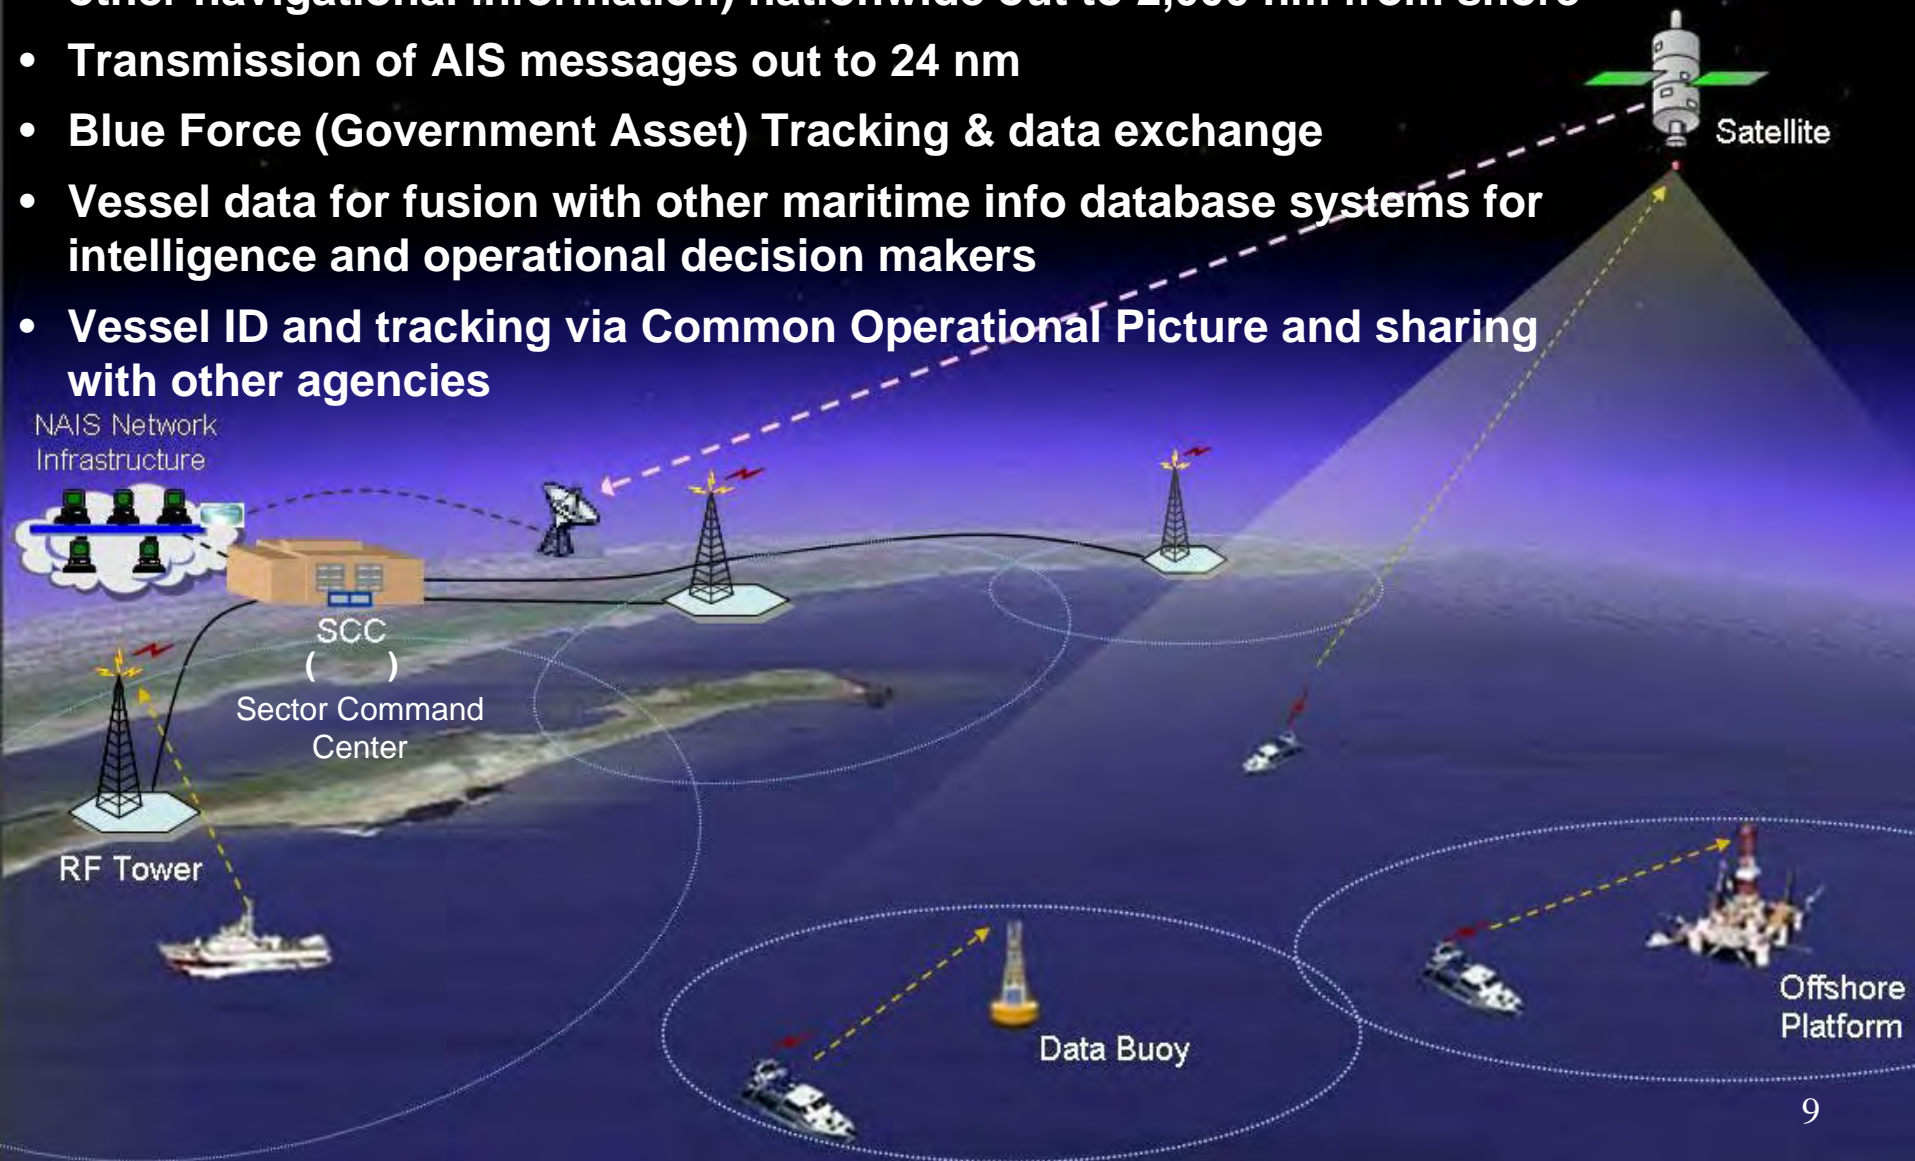 • Transmission of AIS messages out to 24 nm
• Blue Force (Government Asset) Tracking & data exchange
• Vessel data for fusion with other maritime info database systems for
intelligence and operational decision makers
• Vessel ID and tracking via Common Operational Picture and sharing
with other agencies
Satellite
NAIS Network
Infrastructure
SCC
( )
Sector Command
Center
RF Tower
Data Buoy
Offshore
Platform
9